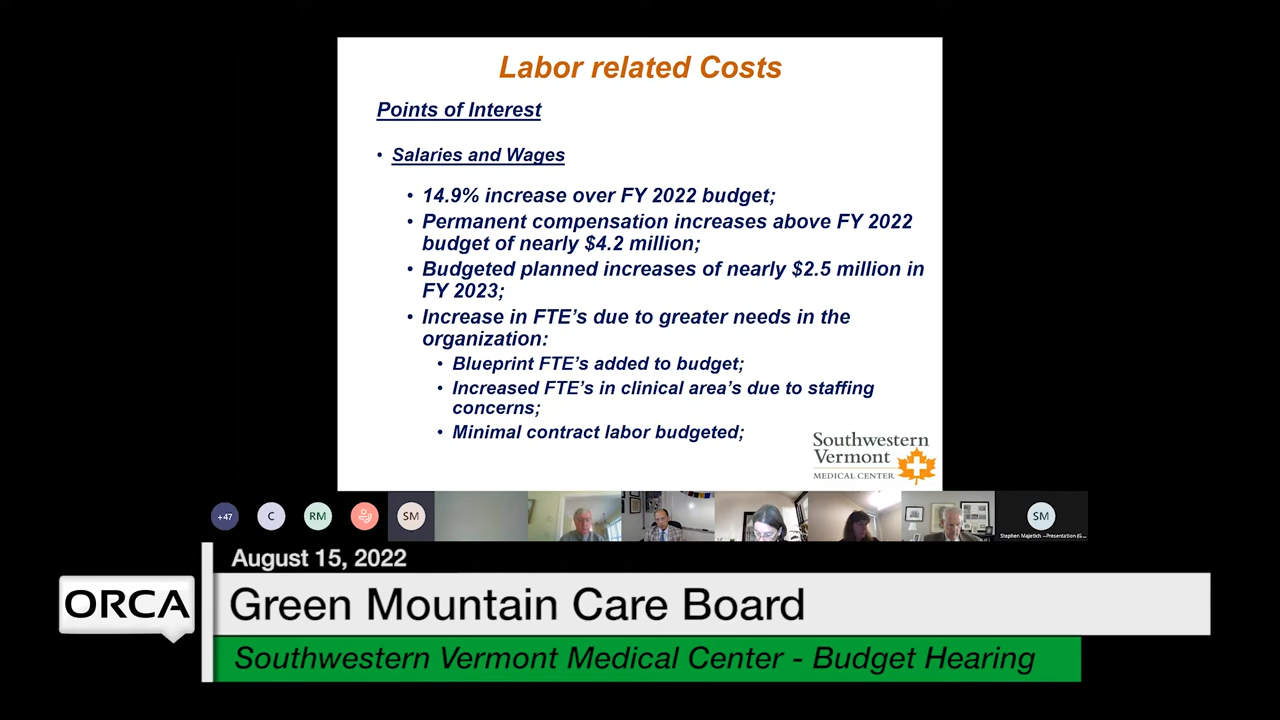 Labor related Costs
Points of Interest
• Salaries and Wages
• 14.9% increase over FY 2022 budget;
• Permanent compensation increases above FY 2022
budget of nearly $4.2 million;
• Budgeted planned increases of nearly $2.5 million in
FY 2023;
• Increase in FTE’s due to greater needs in the
organization:
• Blueprint FTE’s added to budget;
• Increased FTE’s in clinical area’s due to staffing
concerns;
• Minimal contract labor budgeted;
Southwestern
Vermont
MEDICAL CENTER
+47
C
RM
SM
SM
Stephen Majetich --Presentation (G...
August 15, 2022
ORCA
Green Mountain Care Board
Southwestern Vermont Medical Center - Budget Hearing